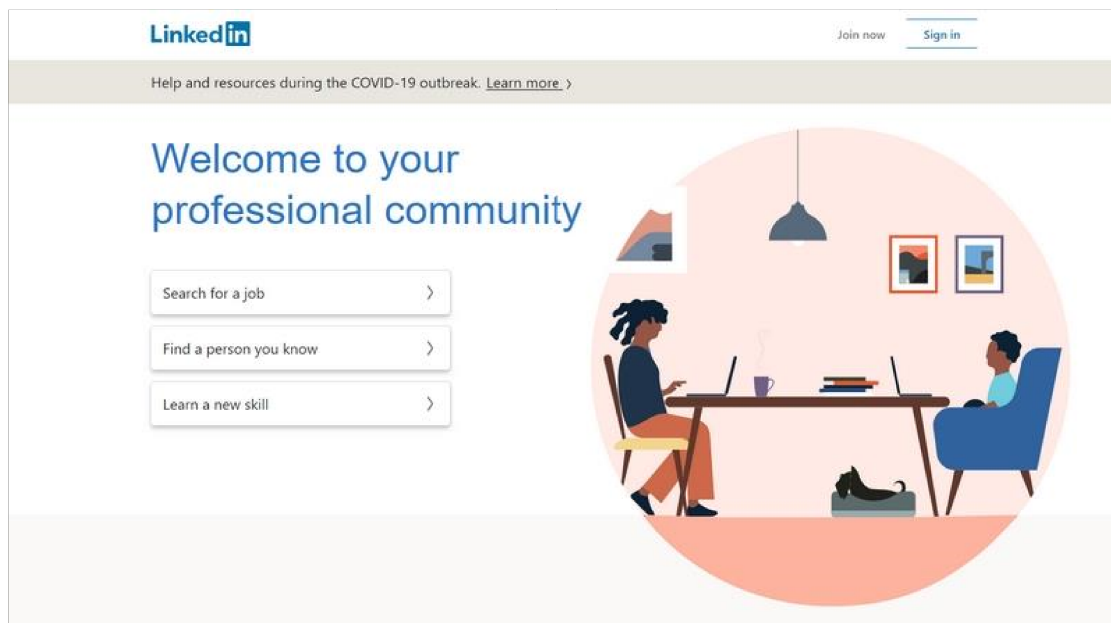 Linkedin
Join now
Sign in
Help and resources during the COVID-19 outbreak. Learn more >
Welcome to your
professional community
Search for a job
Find a person you know
Learn a new skill